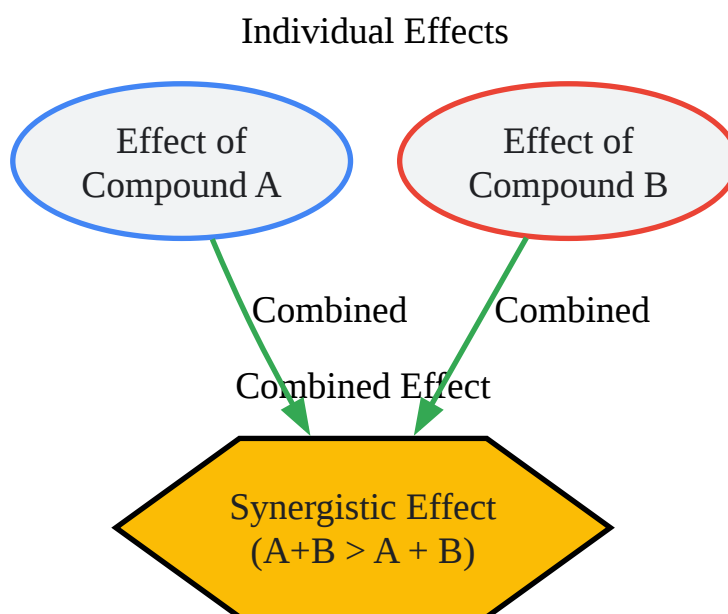 Individual Effects
Effect of
Compound A
Effect of
Compound B
Combined
Combined
Combined Effect
Synergistic Effect
(A+B > A + B)